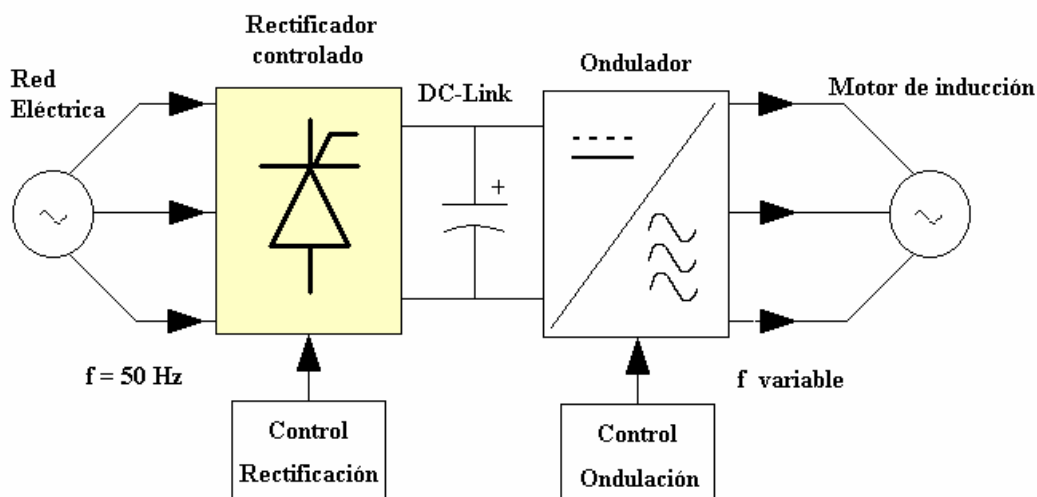 Rectificador
controlado
Red
Eléctrica
DC-Link
Ondulador
Motor de inducción
+
f = 50 Hz
f variable
Control
Rectificación
Control
Ondulación